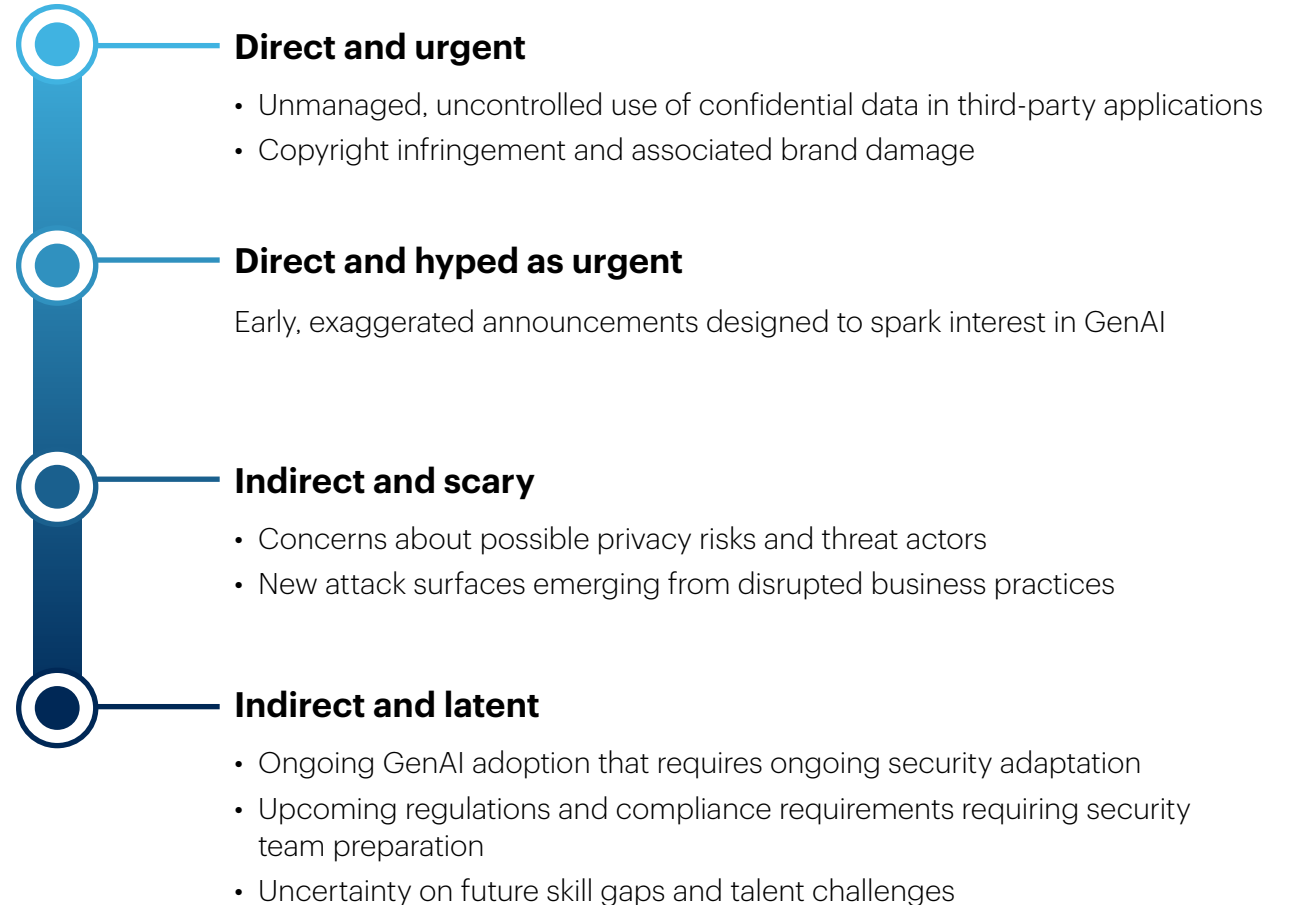 Direct and urgent
• Unmanaged, uncontrolled use of confidential data in third-party applications
• Copyright infringement and associated brand damage
Direct and hyped as urgent
Early, exaggerated announcements designed to spark interest in GenAI
Indirect and scary
• Concerns about possible privacy risks and threat actors
• New attack surfaces emerging from disrupted business practices
Indirect and latent
• Ongoing GenAI adoption that requires ongoing security adaptation
• Upcoming regulations and compliance requirements requiring security
team preparation
• Uncertainty on future skill gaps and talent challenges